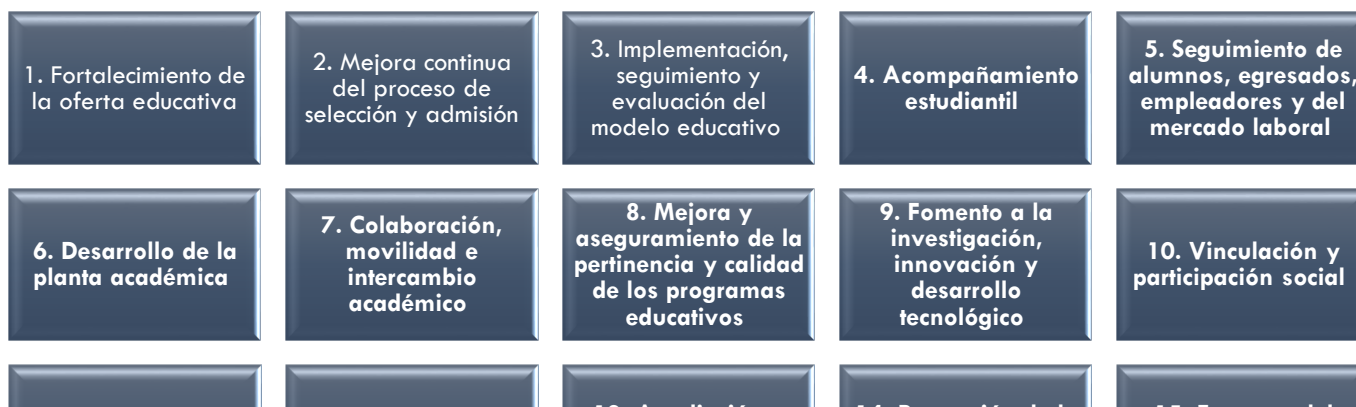 1. Fortalecimiento de
la oferta educativa
2. Mejora continua
del proceso de
selección y admisión
3. Implementación,
seguimiento y
evaluación del
modelo educativo
4. Acompañamiento
estudiantil
5. Seguimiento de
alumnos, egresados,
empleadores y del
mercado laboral
6. Desarrollo de la
planta académica
7. Colaboración,
movilidad e
intercambio
académico
8. Mejora y
aseguramiento de la
pertinencia y calidad
de los programas
educativos
9. Fomento a la
investigación,
innovación y
desarrollo
tecnológico
10. Vinculación y
participación social